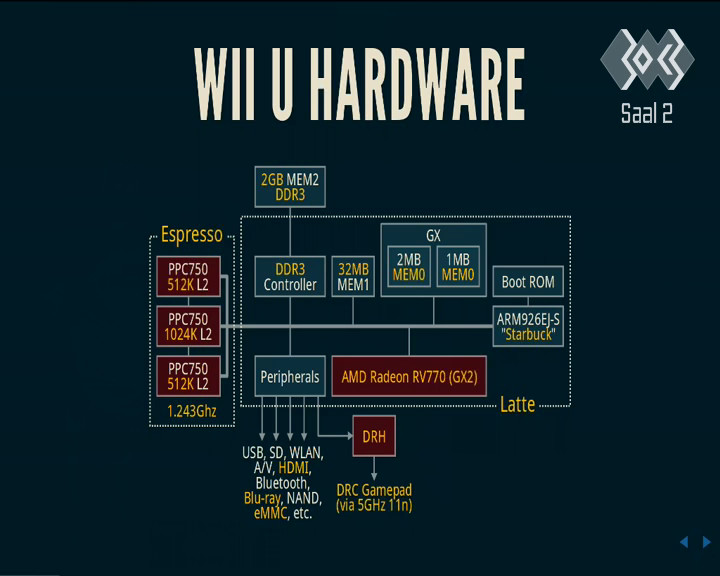 WII U HARDWARE
30C3
Saal 2
2GB MEM2
DDR3
Espresso
PPC750
512K L2
PPC750
1024K L2
PPC750
512K L2
1.243Ghz
DDR3
Controller
32MB
MEM1
GX
2MB
MEM0
1MB
MEM0
Boot ROM
ARM926EJ-S
"Starbuck"
Peripherals
AMD Radeon RV770 (GX2)
Latte
DRH
USB, SD, WLAN,
A/V, HDMI,
Bluetooth,
Blu-ray, NAND,
eMMC, etc.
DRC Gamepad
(via 5GHz 11n)